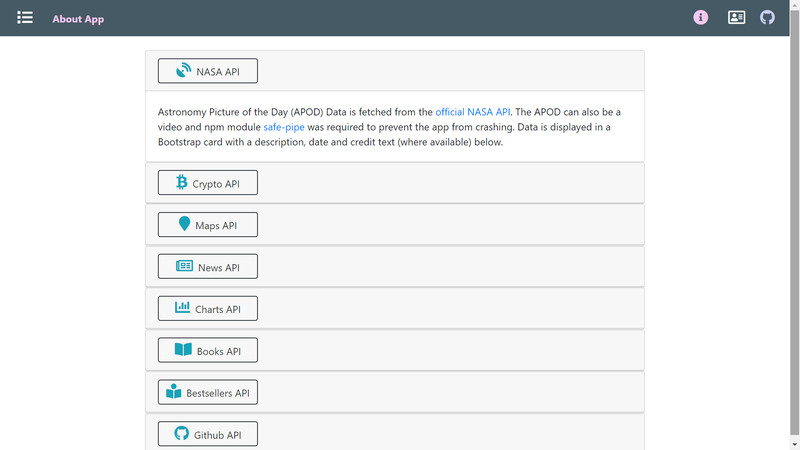 About App
NASA API
Astronomy Picture of the Day (APOD) Data is fetched from the official NASA API. The APOD can also be a
video and npm module safe-pipe was required to prevent the app from crashing. Data is displayed in a
Bootstrap card with a description, date and credit text (where available) below.
Crypto API
Maps API
News API
Charts API
Books API
Bestsellers API
Github API